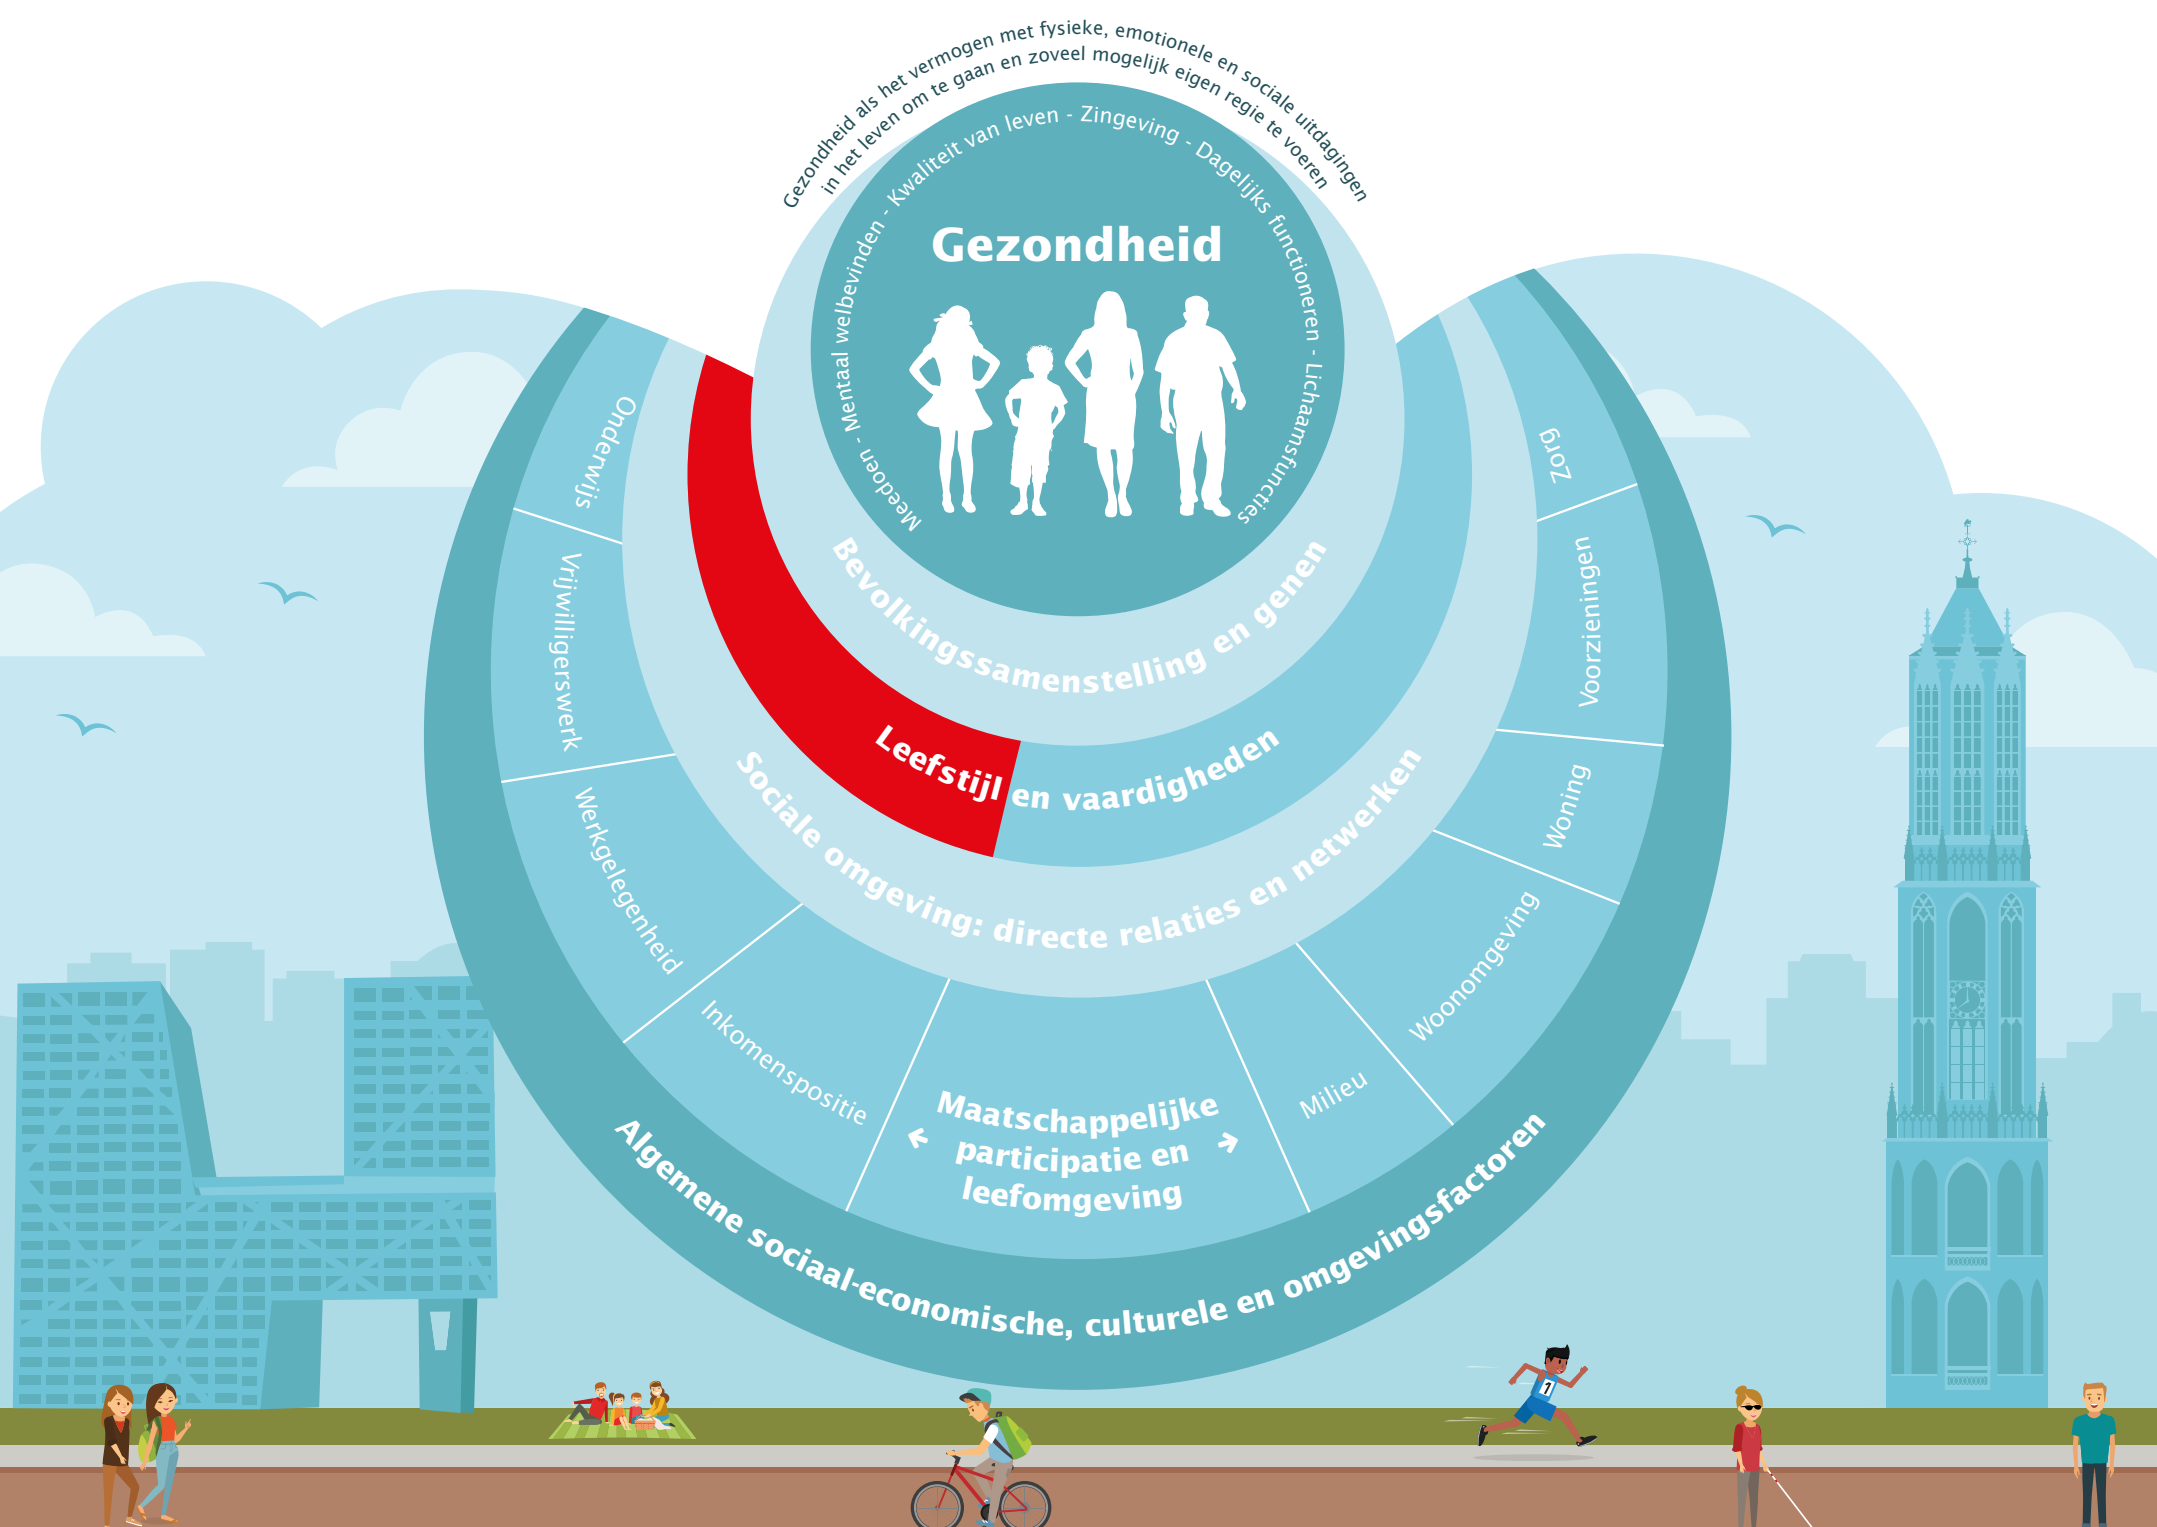 Gezondheid als het vermogen met fysieke, emotionele en sociale uitdagingen
in het leven om te gaan en zoveel mogelijk eigen regie te voeren
Meedoen - Mentaal welbevinden - Kwaliteit van leven - Zingeving - Dagelijks functioneren - Lichaamsfuncties
Gezondheid
Bevolkingssamenstelling en genen
Leefstijl en vaardigheden
Sociale omgeving: directe relaties en netwerken
Onderwijs
Vrijwilligerswerk
Werkgelegenheid
Inkomenspositie
Maatschappelijke
participatie en
leefomgeving
Milieu
Woonomgeving
Woning
Voorzieningen
Zorg
Algemene sociaal-economische, culturele en omgevingsfactoren
1